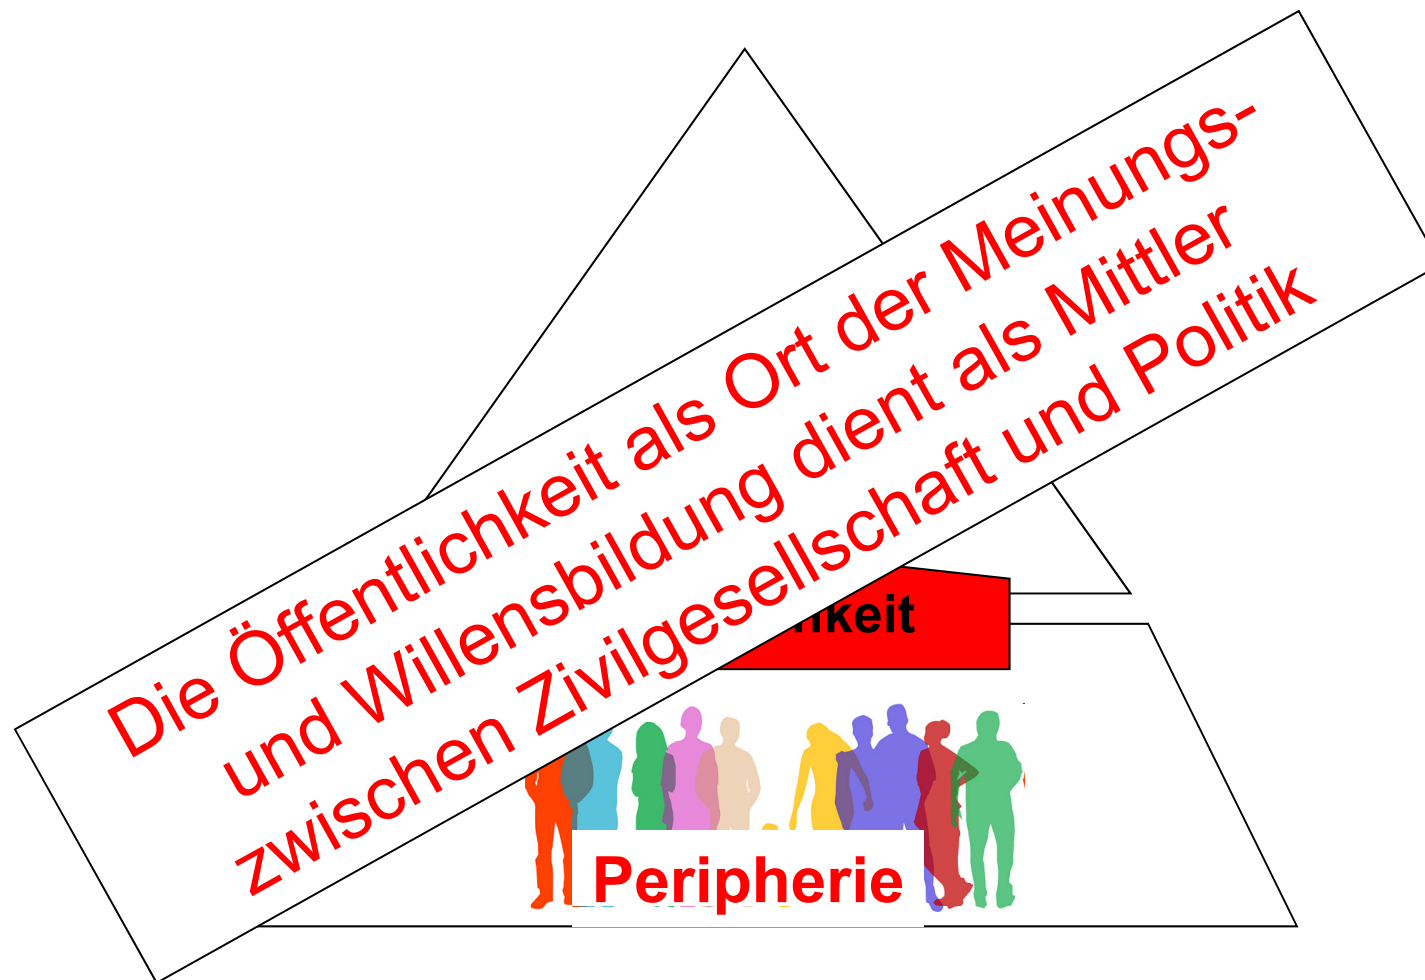 Die Öffentlichkeit als Ort der Meinungs-
und Willensbildung dient als Mittler
zwischen Zivilgesellschaft und Politik
Peripherie